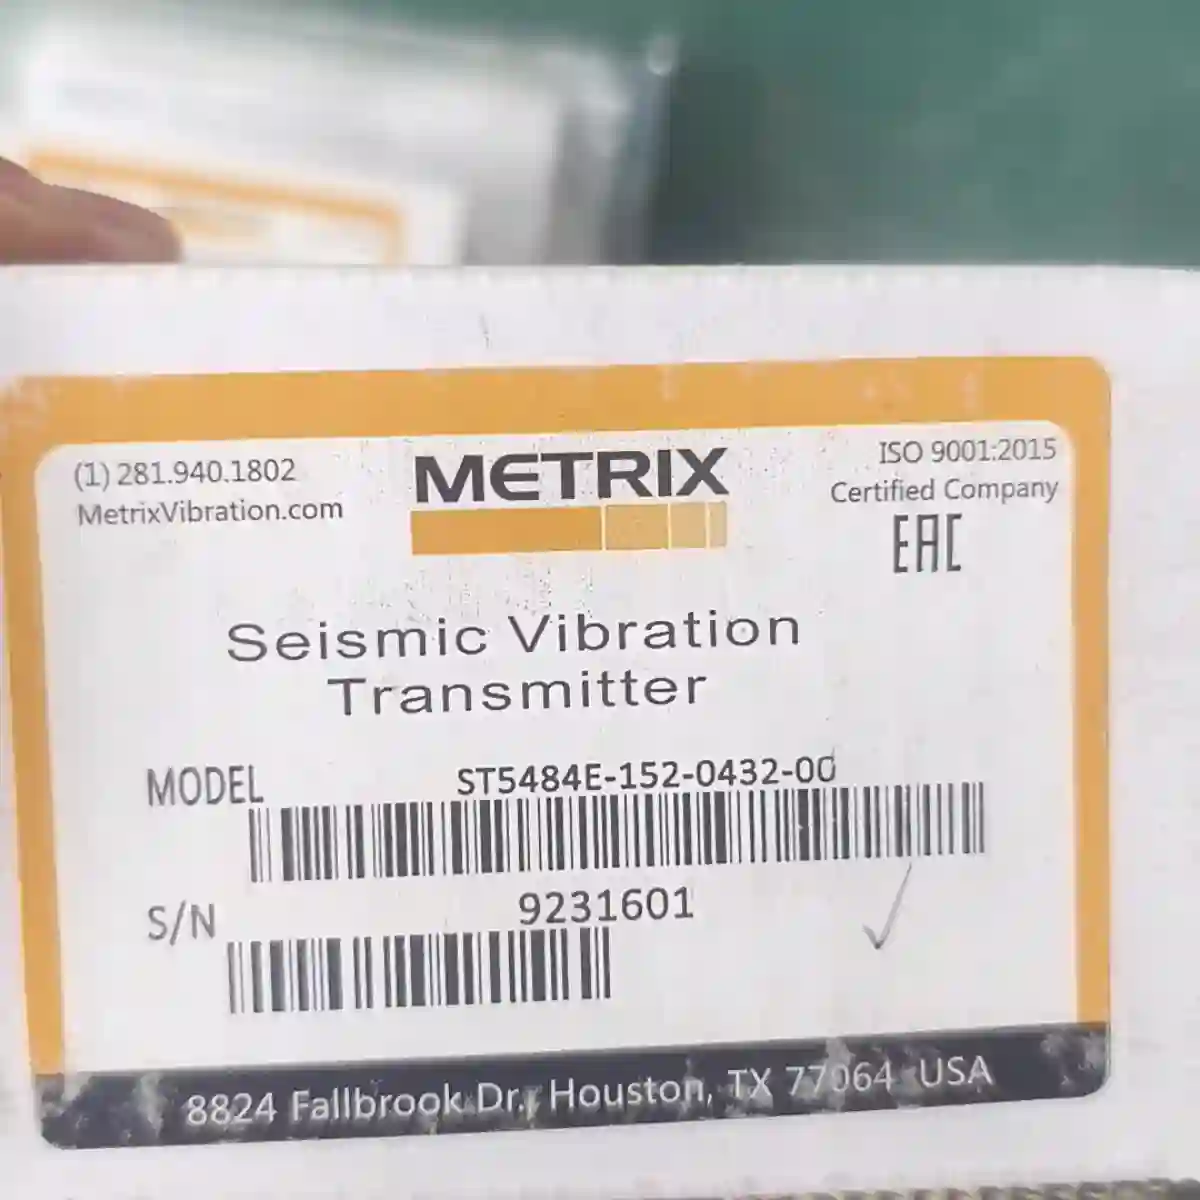 (1) 281.940.1802
MetrixVibration.com
METRIX
ISO 9001:2015
Certified Company
EAC
Seismic Vibration
Transmitter
MODEL
ST5484E-152-0432-00
S/N
9231601
8824 Fallbrook Dr., Houston, TX 77064 USA